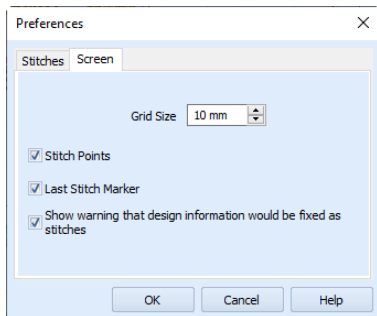 Preferences
Stitches Screen
Grid Size 10 mm
Stitch Points
Last Stitch Marker
Show warning that design information would be fixed as
stitches
OK Cancel Help